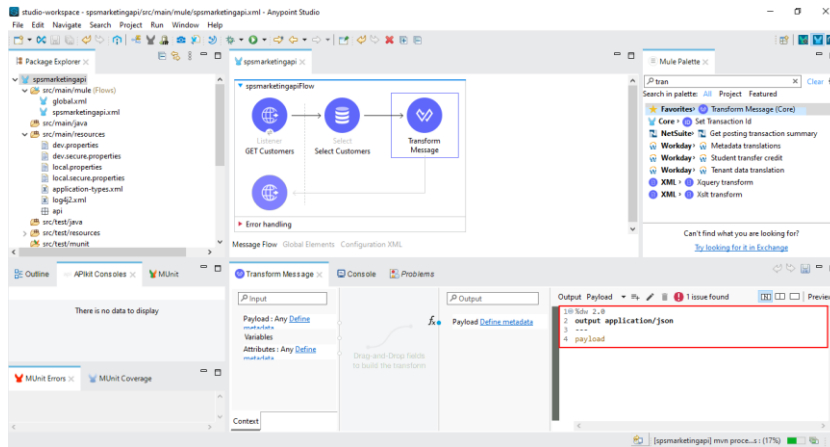 studio-workspace - spsmarketingapi/src/main/mule/spsmarketingapi.xml - Anypoint Studio
File Edit Navigate Search Project Run Window Help
Package Explorer
spsmarketingapi
src/main/mule (Flows)
global.xml
spsmarketingapi.xml
src/main/java
src/main/resources
dev.properties
dev.secure.properties
local.properties
local.secure.properties
application-types.xml
log4j2.xml
api
src/test/java
src/test/resources
src/test/munit
spsmarketingapi
spsmarketingapiFlow
Listener
GET Customers
Select
Select Customers
Transform
Message
Error handling
Message Flow Global Elements Configuration XML
Mule Palette
tran
Clear
Search in palette: All Project Featured
Favorites Transform Message (Core)
Core Set Transaction Id
NetSuite Get posting transaction summary
Workday Metadata translations
Workday Student transfer credit
Workday Tenant data translation
XML Xquery transform
XML Xslt transform
Can't find what you are looking for?
Try looking for it in Exchange
Outline APIkit Consoles MUnit
There is no data to display
MUnit Errors MUnit Coverage
Transform Message Console Problems
Input
Payload : Any Define
metadata
Variables
Attributes : Any Define
metadata
Context
Drag-and-Drop fields
to build the transform
fx
Output
Payload Define metadata
Output Payload 1 issue found Preview
1 %dw 2.0
2 output application/json
3 ---
4 payload
[spsmarketingapi] mvn proce...s: (17%)